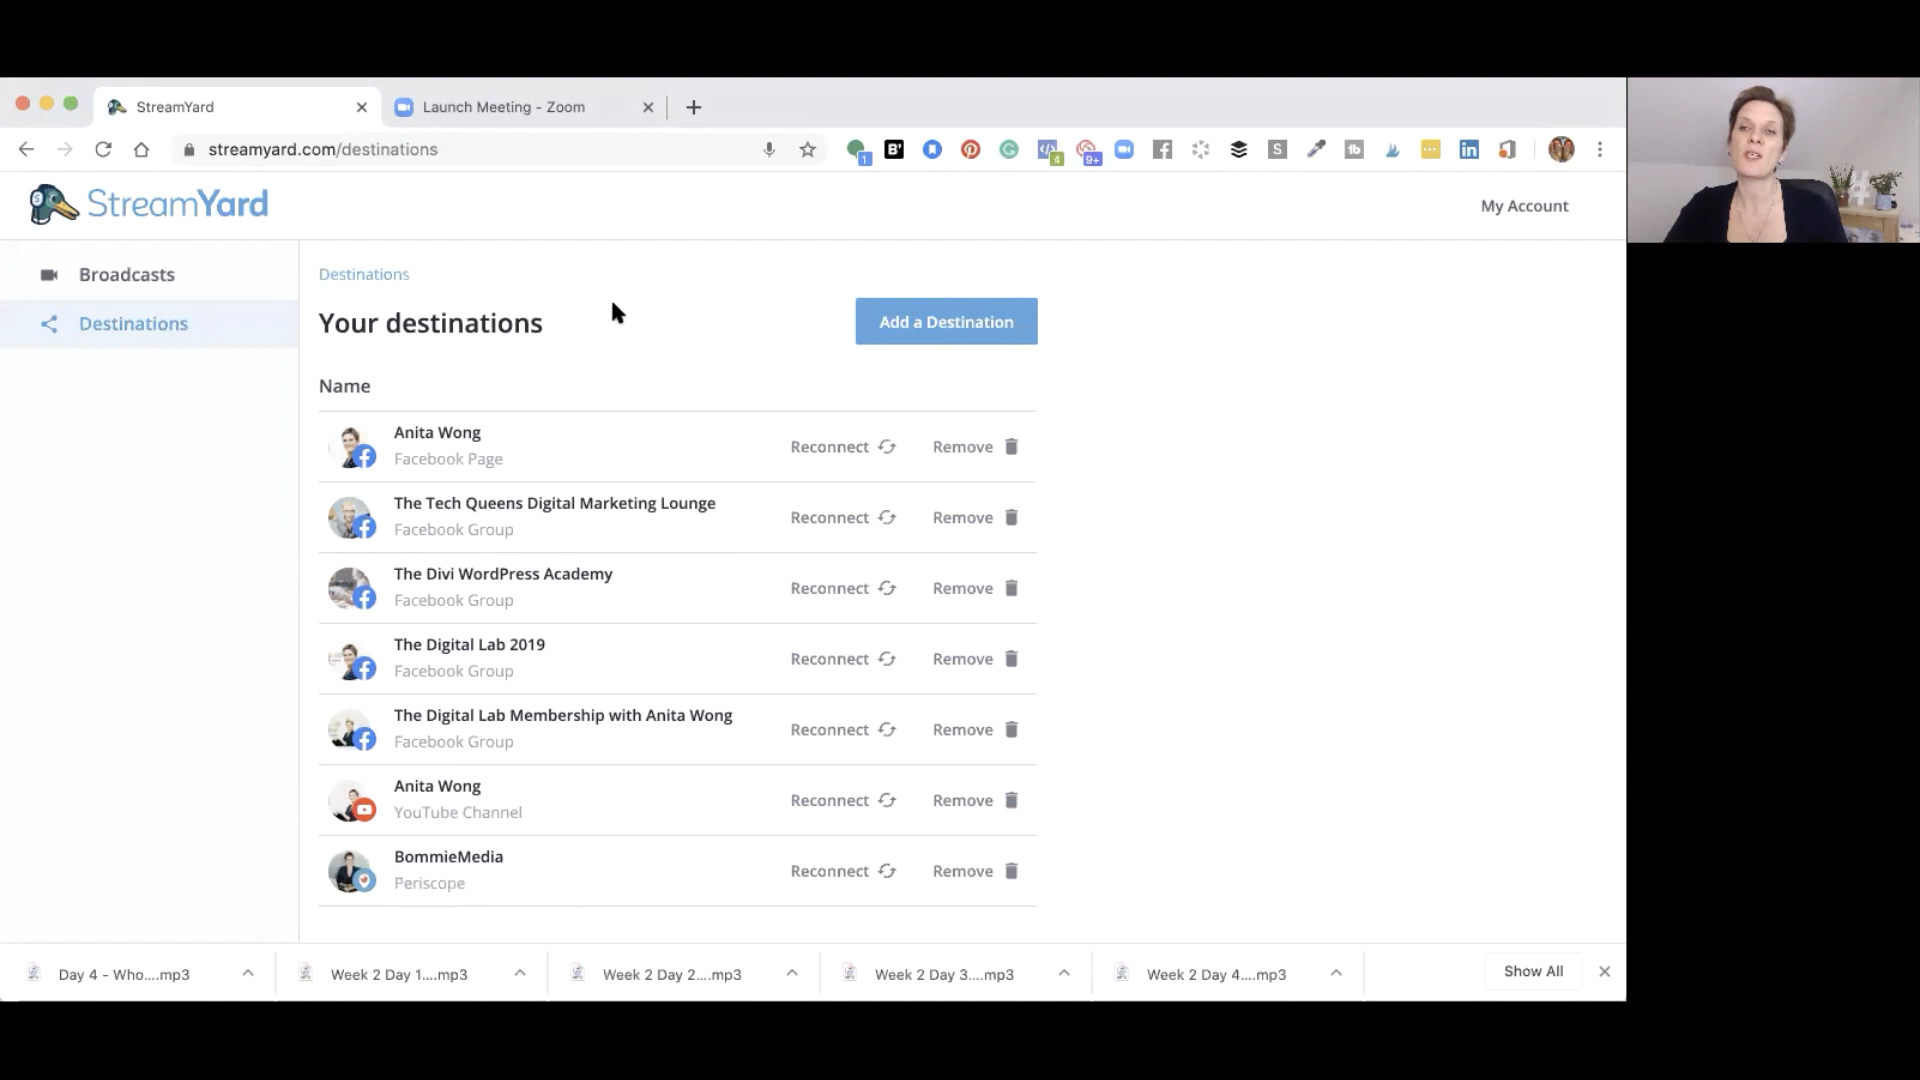 StreamYard
Launch Meeting - Zoom
streamyard.com/destinations
1
B+
4
9+
S
tb
in
StreamYard
My Account
Broadcasts
Destinations
Destinations
Your destinations
Add a Destination
Name
Anita Wong
Facebook Page
Reconnect
Remove
The Tech Queens Digital Marketing Lounge
Facebook Group
Reconnect
Remove
The Divi WordPress Academy
Facebook Group
Reconnect
Remove
The Digital Lab 2019
Facebook Group
Reconnect
Remove
The Digital Lab Membership with Anita Wong
Facebook Group
Reconnect
Remove
Anita Wong
YouTube Channel
Reconnect
Remove
BommieMedia
Periscope
Reconnect
Remove
Day 4 - Who....mp3
Week 2 Day 1....mp3
Week 2 Day 2....mp3
Week 2 Day 3....mp3
Week 2 Day 4....mp3
Show All